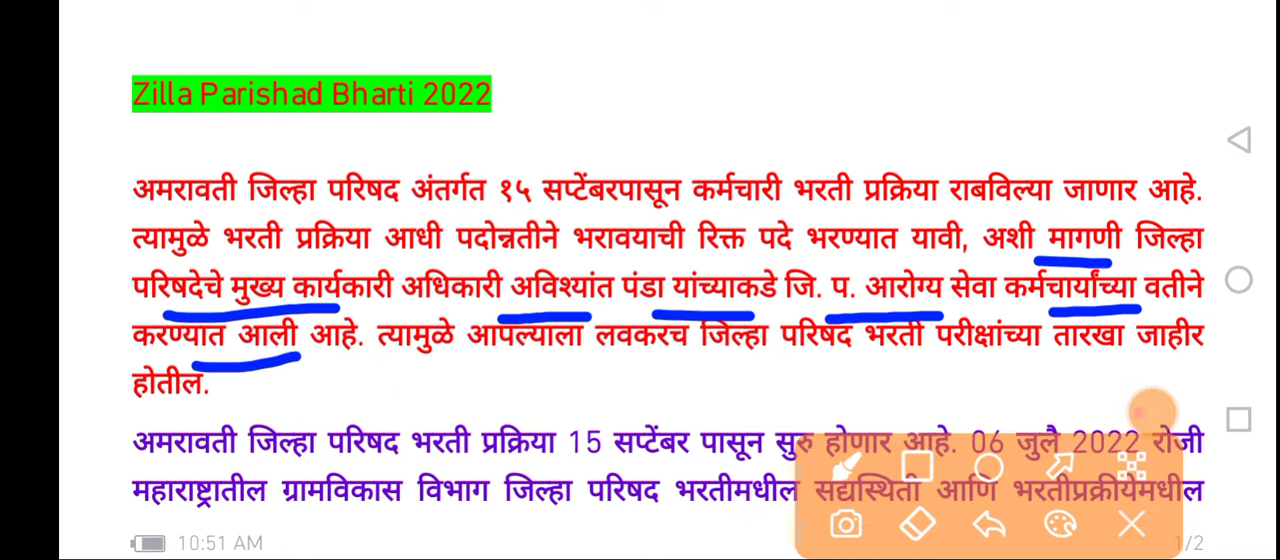 Zilla Parishad Bharti 2022
अमरावती जिल्हा परिषद अंतर्गत १५ सप्टेंबरपासून कर्मचारी भरती प्रक्रिया राबविल्या जाणार आहे.
त्यामुळे भरती प्रक्रिया आधी पदोन्नतीने भरावयाची रिक्त पदे भरण्यात यावी, अशी मागणी जिल्हा
परिषदेचे मुख्य कार्यकारी अधिकारी अविश्यांत पंडा यांच्याकडे जि. प. आरोग्य सेवा कर्मचार्यांच्या वतीने
करण्यात आली आहे. त्यामुळे आपल्याला लवकरच जिल्हा परिषद भरती परीक्षांच्या तारखा जाहीर
होतील.
अमरावती जिल्हा परिषद भरती प्रक्रिया 15 सप्टेंबर पासून सुरु होणार आहे. 06 जुलै 2022 रोजी
महाराष्ट्रातील ग्रामविकास विभाग जिल्हा परिषद भरतीमधील सद्यस्थिती आणि भरतीप्रक्रीयेमधील
10:51 AM
1/2